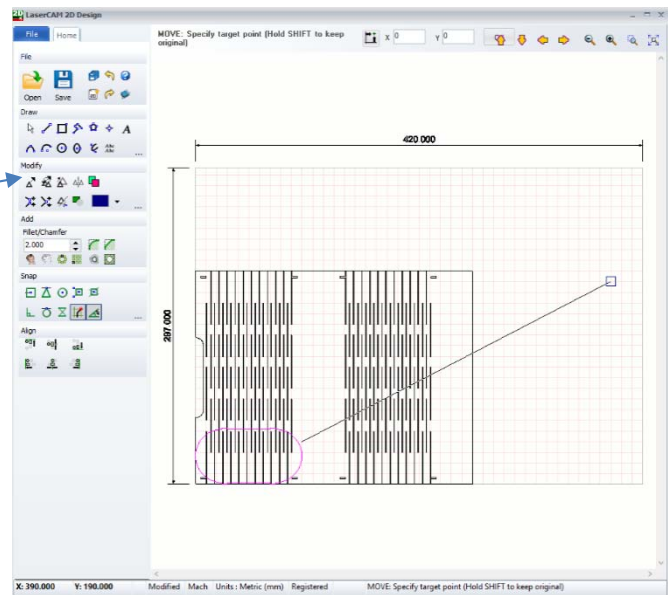 LaserCAM 2D Design
File Home
MOVE: Specify target point (Hold SHIFT to keep
original)
X 0 Y 0
File
Open Save
Draw
A
Modify
Add
Fillet/Chamfer
2.000
Snap
Align
420 000
297 000
X: 390.000 Y: 190.000 Modified Mach Units : Metric (mm) Registered MOVE: Specify target point (Hold SHIFT to keep original)